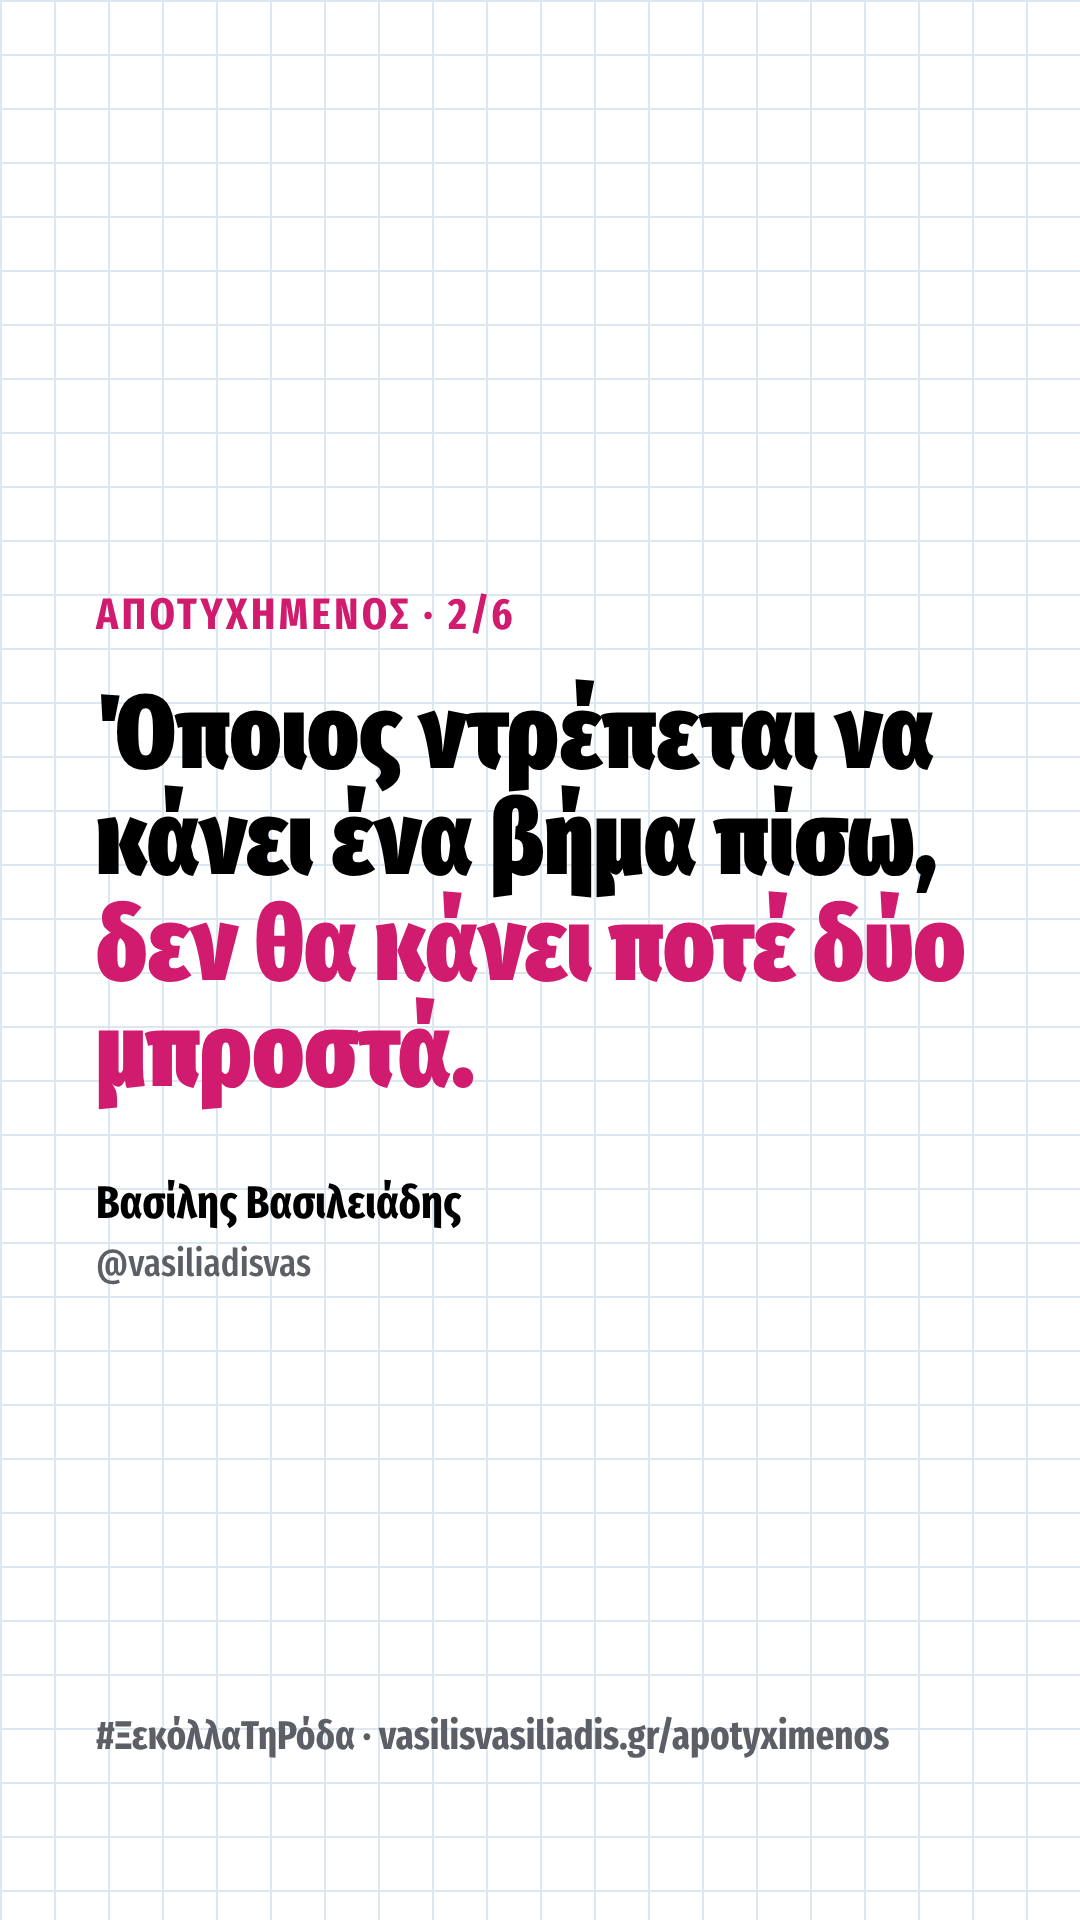 ΑΠΟΤΥΧΗΜΕΝΟΣ · 2/6
Όποιος ντρέπεται να
κάνει ένα βήμα πίσω,
δεν θα κάνει ποτέ δύο
μπροστά.
Βασίλης Βασιλειάδης
@vasiliadisvas
#ΞεκόλλαΤηΡόδα · vasilisvasiliadis.gr/apotyximenos